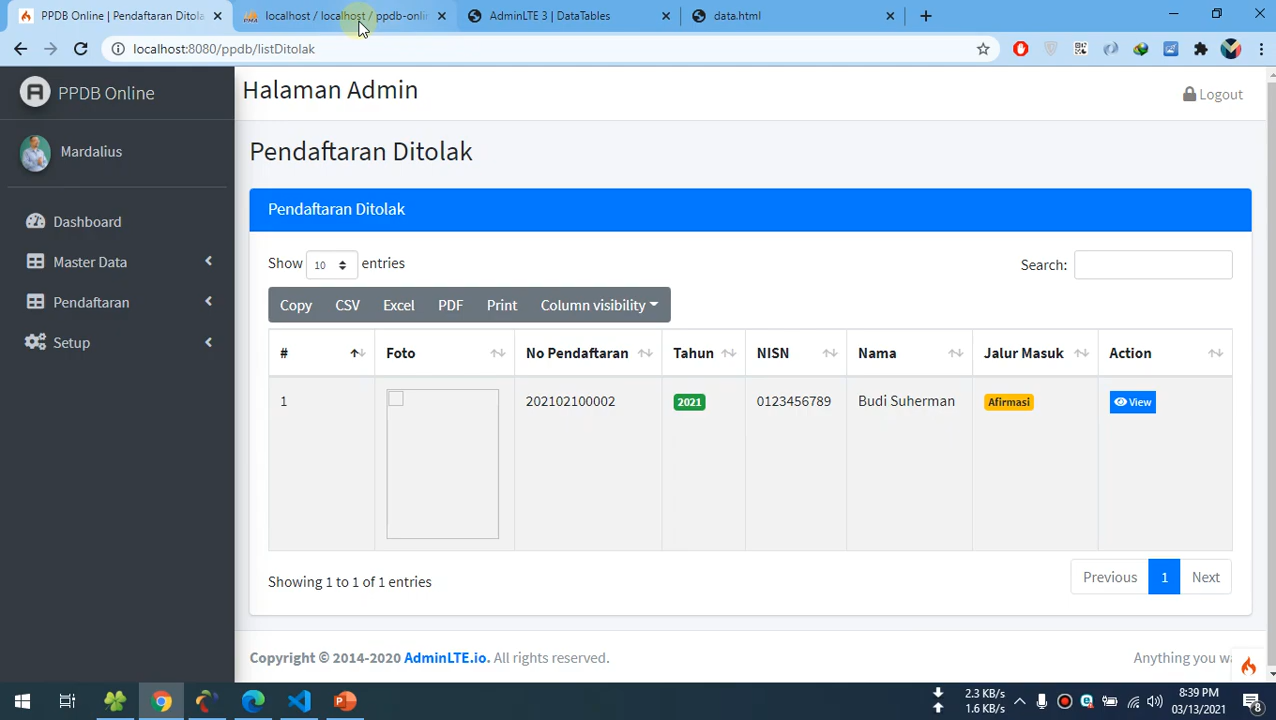 PPDB Online | Pendaftaran Ditola
localhost / localhost / ppdb-onlin
AdminLTE 3 | DataTables
data.html
localhost:8080/ppdb/listDitolak
PPDB Online
Halaman Admin
Logout
Mardalius
Pendaftaran Ditolak
Dashboard
Master Data
Pendaftaran
Setup
Pendaftaran Ditolak
Show 10 entries
Search:
Copy CSV Excel PDF Print Column visibility
# Foto No Pendaftaran Tahun NISN Nama Jalur Masuk Action
1 202102100002 2021 0123456789 Budi Suherman Afirmasi View
Showing 1 to 1 of 1 entries
Previous 1 Next
Copyright © 2014-2020 AdminLTE.io. All rights reserved.
Anything you wa
2.3 KB/s
1.6 KB/s
8:39 PM
03/13/2021
8